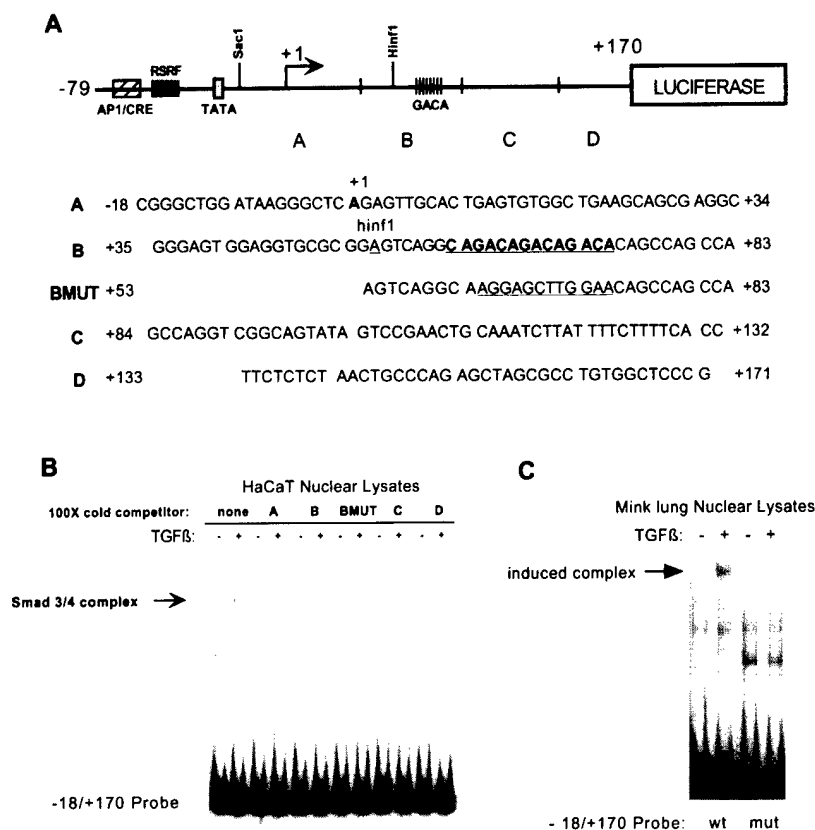 A
Sac1
+1
Hinf1
+170
-79
RSRF
LUCIFERASE
AP1/CRE
TATA
GACA
A B C D
+1
A -18 CGGGCTGG ATAAGGGCTC AGAGTTGCAC TGAGTGTGGC TGAAGCAGCG AGGC +34
hinf1
B +35 GGGAGT GGAGGTGCGC GGAGTCAGGC AGACAGACAG ACACAGCCAG CCA +83
BMUT +53 AGTCAGGCA AGGAGCTTGG GAACAGCCAG CCA +83
C +84 GCCAGGT CGGCAGTATA GTCCGAACTG CAAATCTTAT TTTCTTTTCA CC +132
D +133 TTCTCTCT AACTGCCCAG AGCTAGCGCC TGTGGCTCCC G +171
B
HaCaT Nuclear Lysates
100X cold competitor: none A B BMUT C D
TGFß: - + - + - + - + - + - +
Smad 3/4 complex
-18/+170 Probe
C
Mink lung Nuclear Lysates
TGFß: - + - +
induced complex
- 18/+170 Probe: wt mut